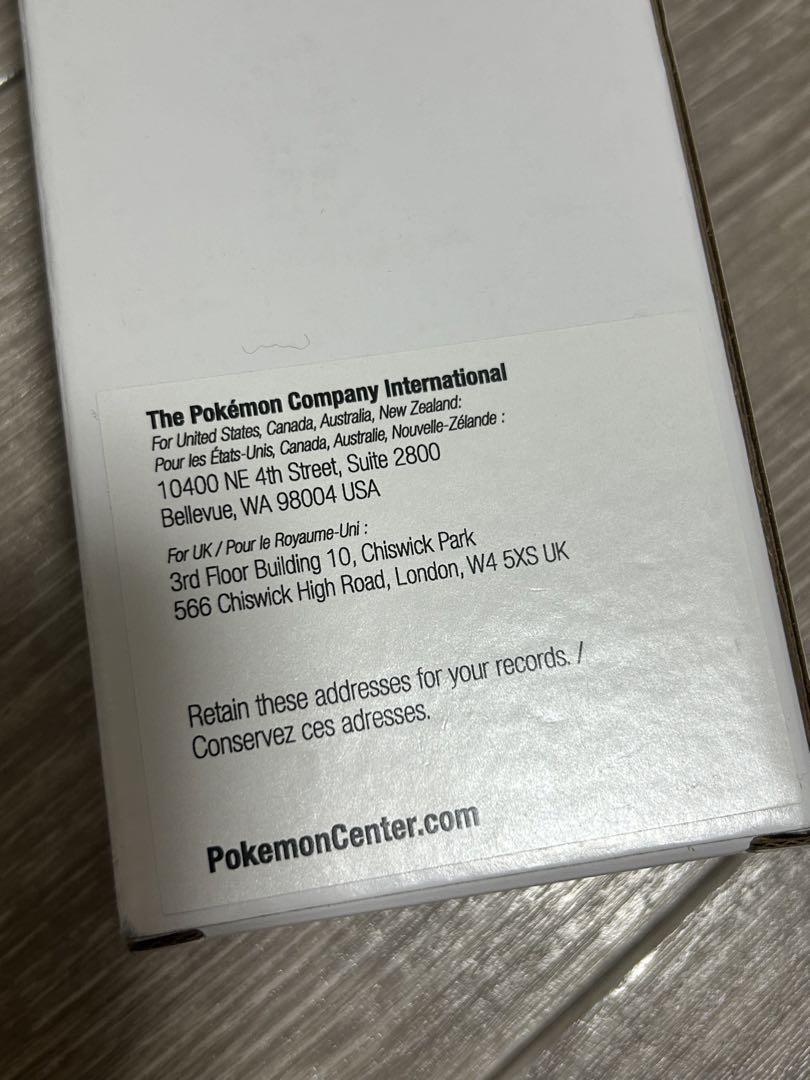 The Pokémon Company International
For United States, Canada, Australia, New Zealand:
Pour les États-Unis, Canada, Australie, Nouvelle-Zélande :
10400 NE 4th Street, Suite 2800
Bellevue, WA 98004 USA
For UK / Pour le Royaume-Uni :
3rd Floor Building 10, Chiswick Park
566 Chiswick High Road, London, W4 5XS UK
Retain these addresses for your records. /
Conservez ces adresses.
PokemonCenter.com